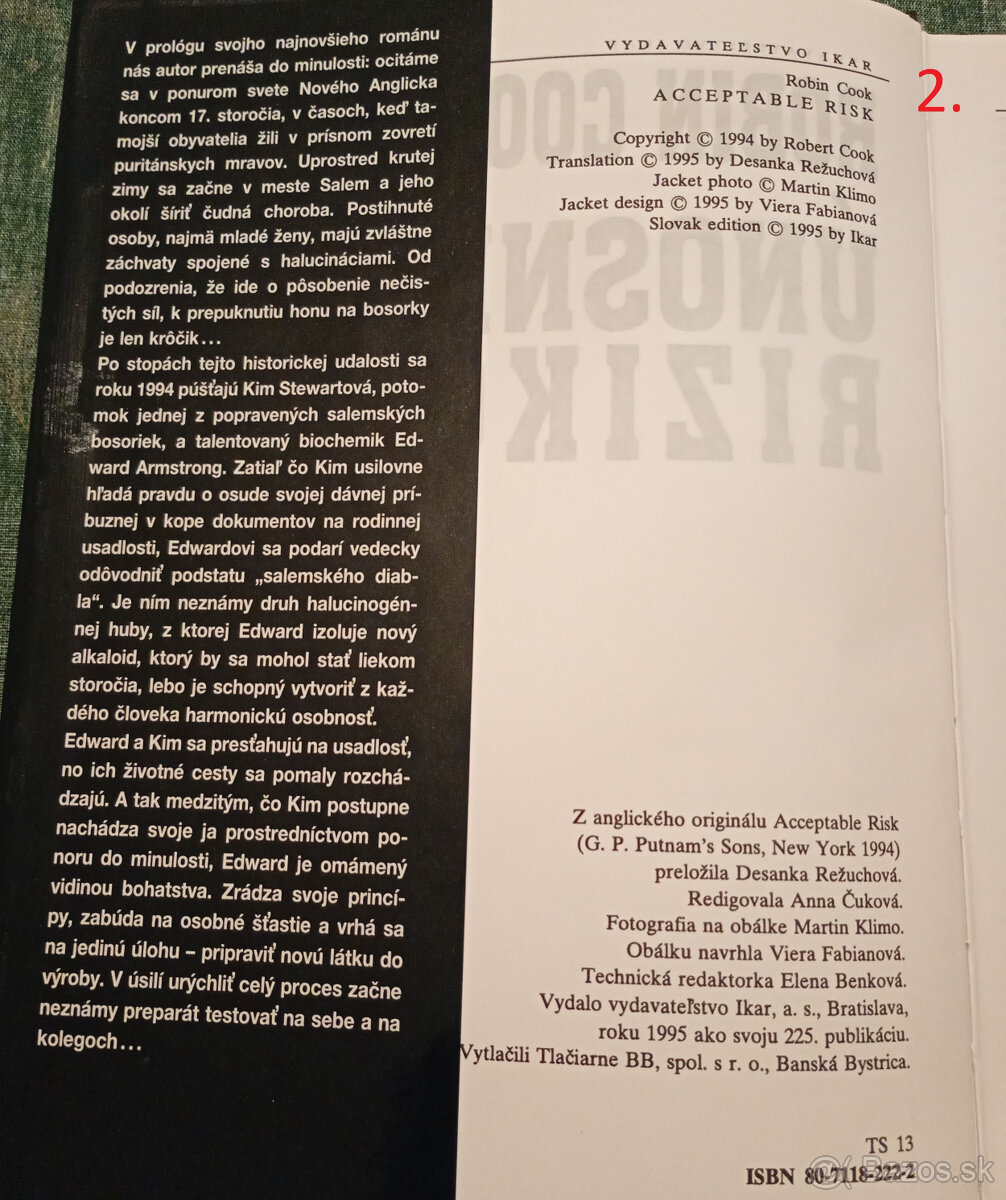 V prológu svojho najnovšieho románu
nás autor prenáša do minulosti: ocitáme
sa v ponurom svete Nového Anglicka
koncom 17. storočia, v časoch, keď ta-
mojší obyvatelia žili v prísnom zovretí
puritánskych mravov. Uprostred krutej
zimy sa začne v meste Salem a jeho
okolí šíriť čudná choroba. Postihnuté
osoby, najmä mladé ženy, majú zvláštne
záchvaty spojené s halucináciami. Od
podozrenia, že ide o pôsobenie nečis-
tých síl, k prepuknutiu honu na bosorky
je len krôčik...
Po stopách tejto historickej udalosti sa
roku 1994 púšťajú Kim Stewartová, poto-
mok jednej z popravených salemských
bosoriek, a talentovaný biochemik Ed-
ward Armstrong. Zatiaľ čo Kim usilovne
hľadá pravdu o osude svojej dávnej prí-
buznej v kope dokumentov na rodinnej
usadlosti, Edwardovi sa podarí vedecky
odôvodniť podstatu „salemského diab-
la“. Je ním neznámy druh halucinogén-
nej huby, z ktorej Edward izoluje nový
alkaloid, ktorý by sa mohol stať liekom
storočia, lebo je schopný vytvoriť z kaž-
dého človeka harmonickú osobnosť.
Edward a Kim sa presťahujú na usadlosť,
no ich životné cesty sa pomaly rozchá-
dzajú. A tak medzitým, čo Kim postupne
nachádza svoje ja prostredníctvom po-
noru do minulosti, Edward je omámený
vidinou bohatstva. Zrádza svoje princí-
py, zabúda na osobné šťastie a vrhá sa
na jedinú úlohu – pripraviť novú látku do
výroby. V úsilí urýchliť celý proces začne
neznámy preparát testovať na sebe a na
kolegoch...
VYDAVATEĽSTVO IKAR
Robin Cook
ACCEPTABLE RISK
Copyright © 1994 by Robert Cook
Translation © 1995 by Desanka Režuchová
Jacket photo © Martin Klimo
Jacket design © 1995 by Viera Fabianová
Slovak edition © 1995 by Ikar
2.
Z anglického originálu Acceptable Risk
(G. P. Putnam’s Sons, New York 1994)
preložila Desanka Režuchová.
Redigovala Anna Čuková.
Fotografia na obálke Martin Klimo.
Obálku navrhla Viera Fabianová.
Technická redaktorka Elena Benková.
Vydalo vydavateľstvo Ikar, a. s., Bratislava,
roku 1995 ako svoju 225. publikáciu.
Vytlačili Tlačiarne BB, spol. s r. o., Banská Bystrica.
TS 13
ISBN 80-7118-222-2
Bazos.sk